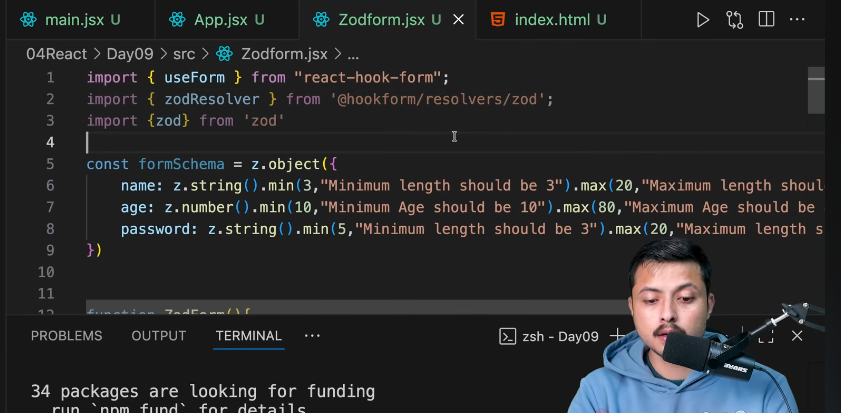 main.jsx U
App.jsx U
Zodform.jsx U
index.html U
04React > Day09 > src > Zodform.jsx > ...
1 import { useForm } from "react-hook-form";
2 import { zodResolver } from '@hookform/resolvers/zod';
3 import {zod} from 'zod'
4
5 const formSchema = z.object({
6 name: z.string().min(3,"Minimum length should be 3").max(20,"Maximum length shoul
7 age: z.number().min(10,"Minimum Age should be 10").max(80,"Maximum Age should be
8 password: z.string().min(5,"Minimum length should be 3").max(20,"Maximum length s
9 })
10
11
12 function ZodForm(){
PROBLEMS OUTPUT TERMINAL ... zsh - Day09
34 packages are looking for funding
run `npm fund` for details